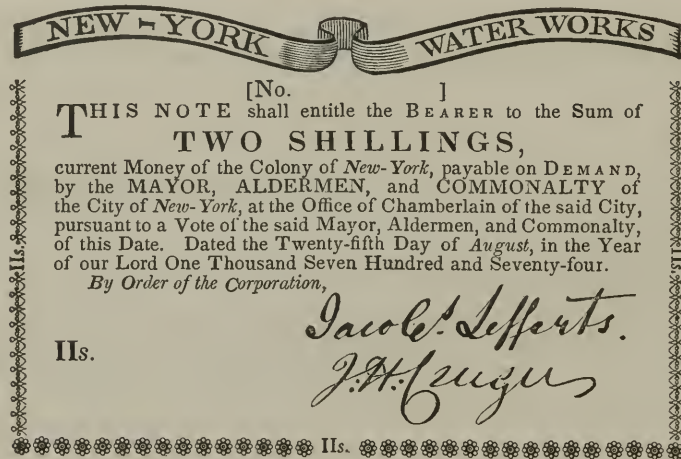 NEW-YORK WATER WORKS
[No. ]
THIS NOTE shall entitle the BEARER to the Sum of
TWO SHILLINGS,
current Money of the Colony of New-York, payable on DEMAND,
by the MAYOR, ALDERMEN, and COMMONALTY of
the City of New-York, at the Office of Chamberlain of the said City,
pursuant to a Vote of the said Mayor, Aldermen, and Commonalty,
of this Date. Dated the Twenty-fifth Day of August, in the Year
of our Lord One Thousand Seven Hundred and Seventy-four.
By Order of the Corporation,
Jacobs. Lefferts.
IIs.
J.H. Cruger
IIs.
IIs.
IIs.